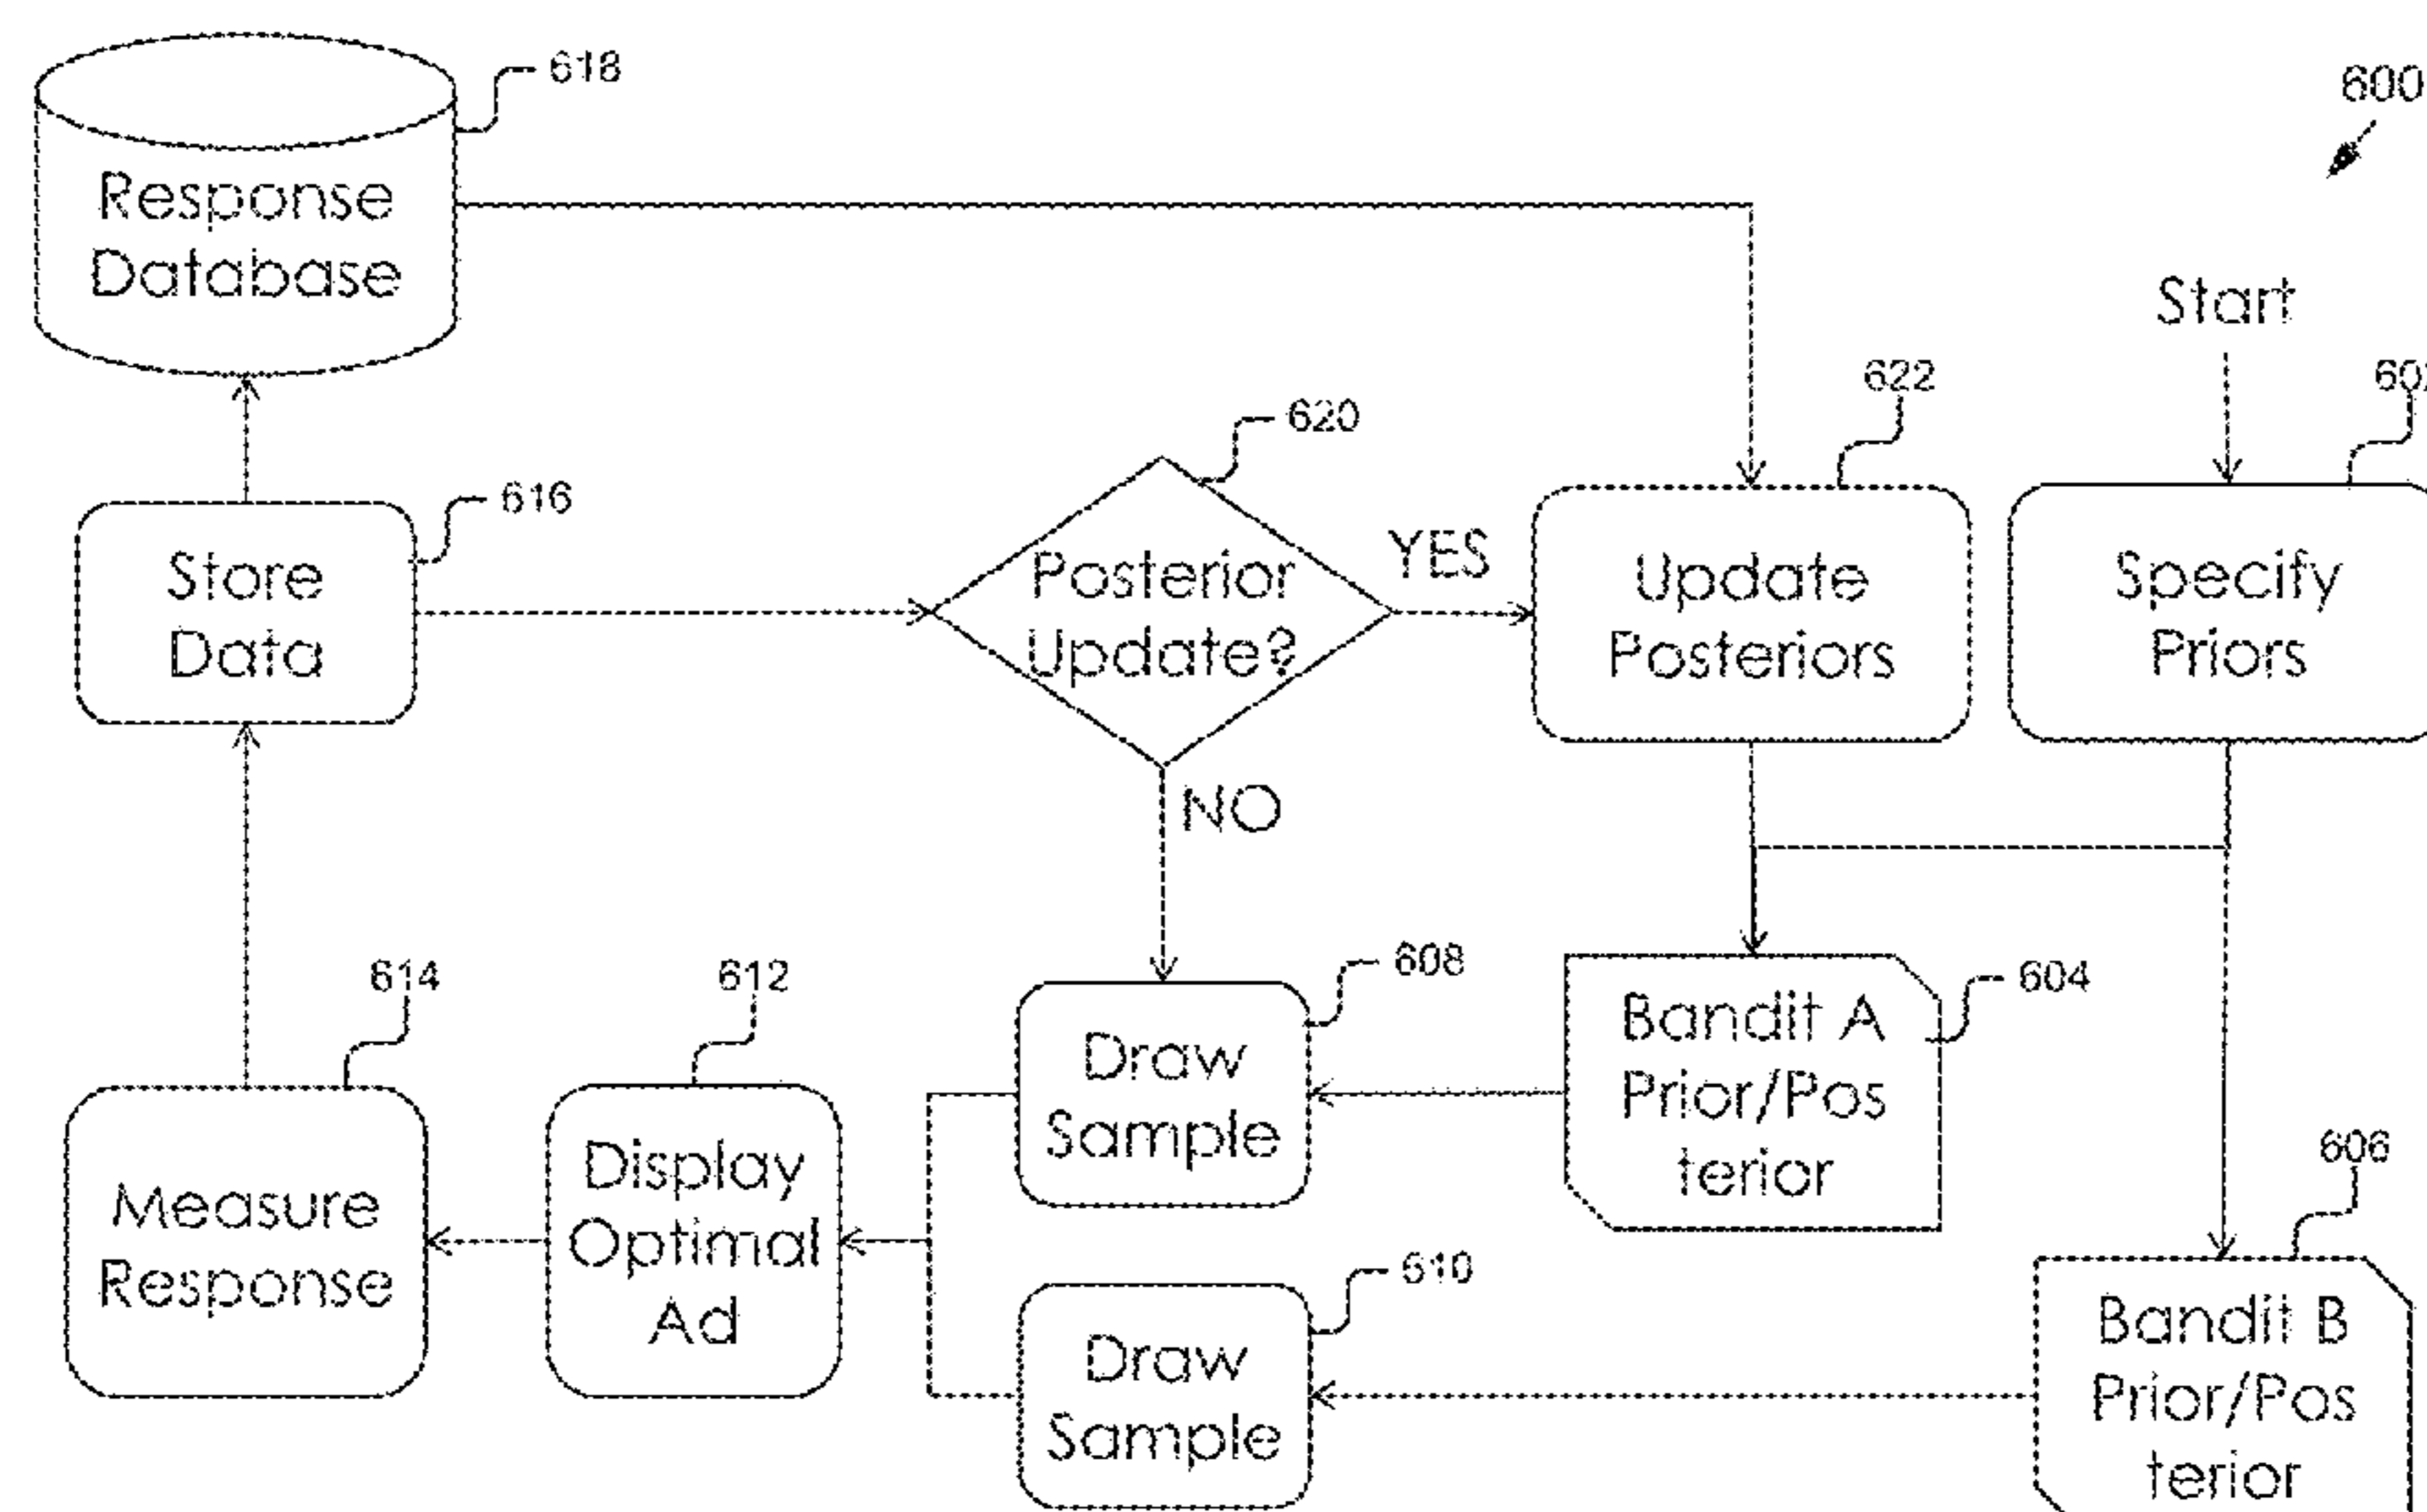 618
600
Response
Database
Start
622
620
616
Store
Data
Posterior
Update?
YES
Update
Posteriors
Specify
Priors
NO
614
612
608
604
Draw
Sample
Bandit A
Prior/Pos
terior
Measure
Response
Display
Optimal
Ad
610
606
Draw
Sample
Bandit B
Prior/Pos
terior